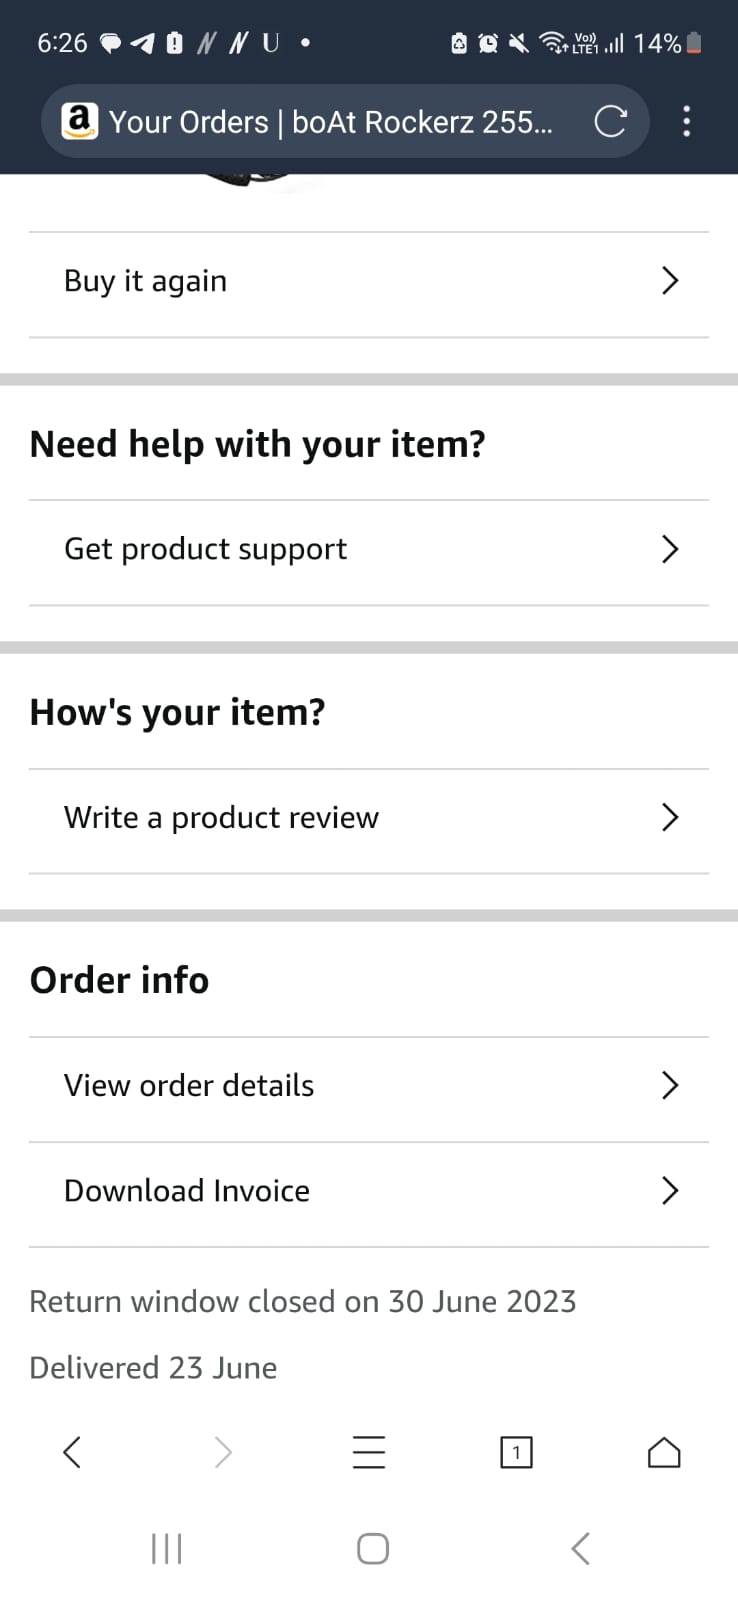 6:26 N N U • Vo)) LTE1 14%
a Your Orders | boAt Rockerz 255...
Buy it again
Need help with your item?
Get product support
How's your item?
Write a product review
Order info
View order details
Download Invoice
Return window closed on 30 June 2023
Delivered 23 June
1